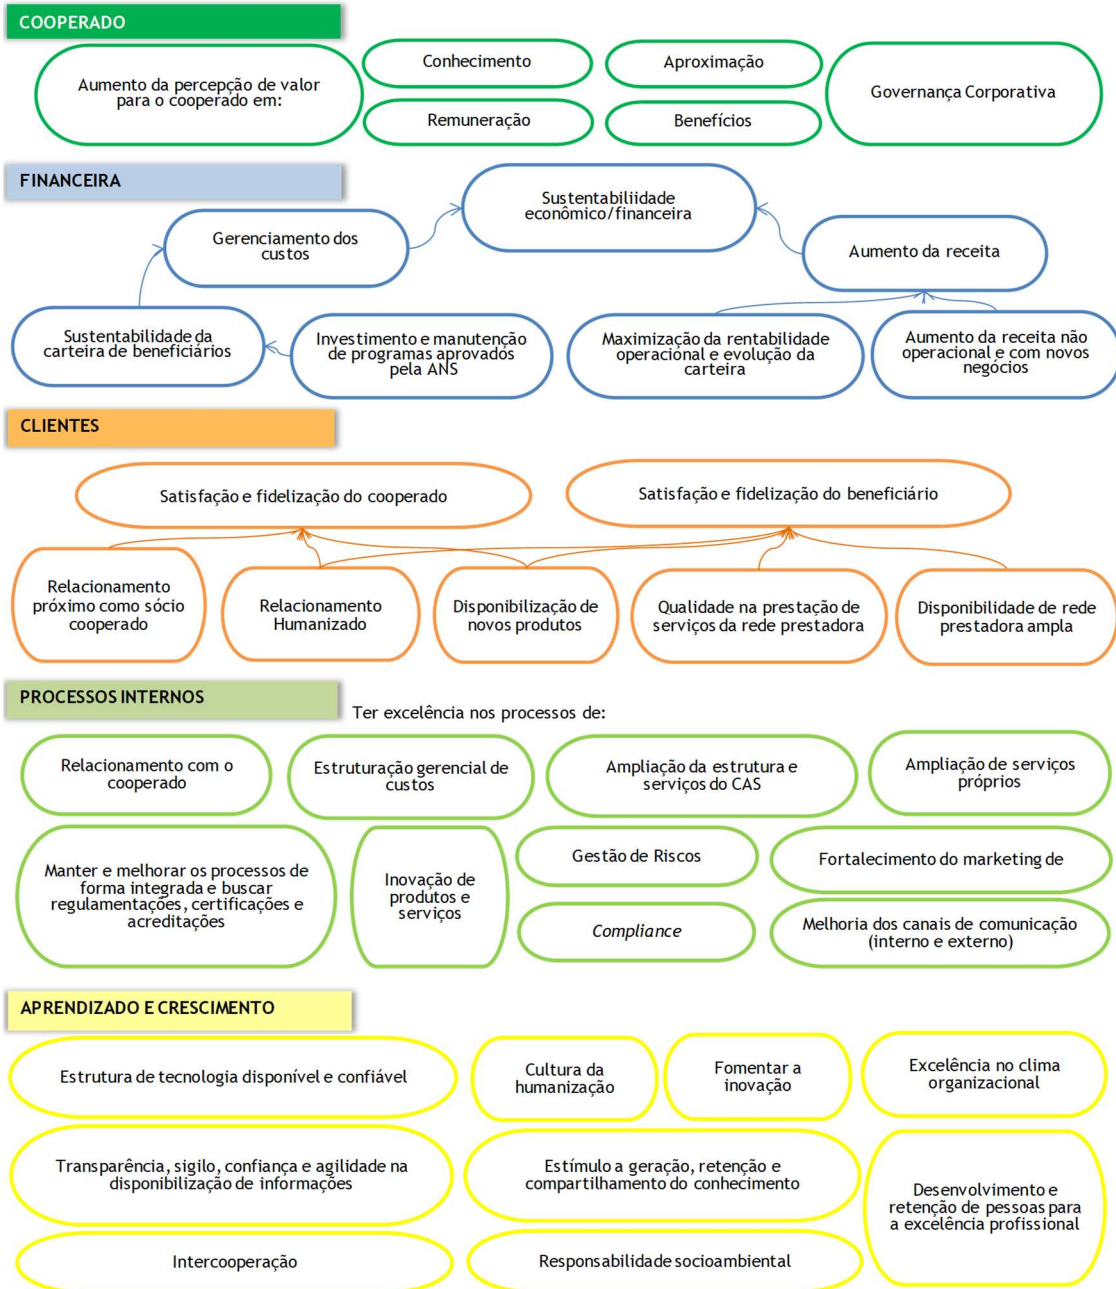 COOPERADO
Aumento da percepção de valor
para o cooperado em:
Conhecimento
Aproximação
Remuneração
Benefícios
Governança Corporativa
FINANCEIRA
Sustentabiliidade
econômico/financeira
Gerenciamento dos
custos
Aumento da receita
Sustentabilidade da
carteira de beneficiários
Investimento e manutenção
de programas aprovados
pela ANS
Maximização da rentabilidade
operacional e evolução da
carteira
Aumento da receita não
operacional e com novos
negócios
CLIENTES
Satisfação e fidelização do cooperado
Satisfação e fidelização do beneficiário
Relacionamento
próximo como sócio
cooperado
Relacionamento
Humanizado
Disponibilização de
novos produtos
Qualidade na prestação de
serviços da rede prestadora
Disponibilidade de rede
prestadora ampla
PROCESSOS INTERNOS
Ter excelência nos processos de:
Relacionamento com o
cooperado
Estruturação gerencial de
custos
Ampliação da estrutura e
serviços do CAS
Ampliação de serviços
próprios
Manter e melhorar os processos de
forma integrada e buscar
regulamentações, certificações e
acreditações
Inovação de
produtos e
serviços
Gestão de Riscos
Compliance
Fortalecimento do marketing de
Melhoria dos canais de comunicação
(interno e externo)
APRENDIZADO E CRESCIMENTO
Estrutura de tecnologia disponível e confiável
Cultura da
humanização
Fomentar a
inovação
Excelência no clima
organizacional
Transparência, sigilo, confiança e agilidade na
disponibilização de informações
Estímulo a geração, retenção e
compartilhamento do conhecimento
Desenvolvimento e
retenção de pessoas para
a excelência profissional
Intercooperação
Responsabilidade socioambiental